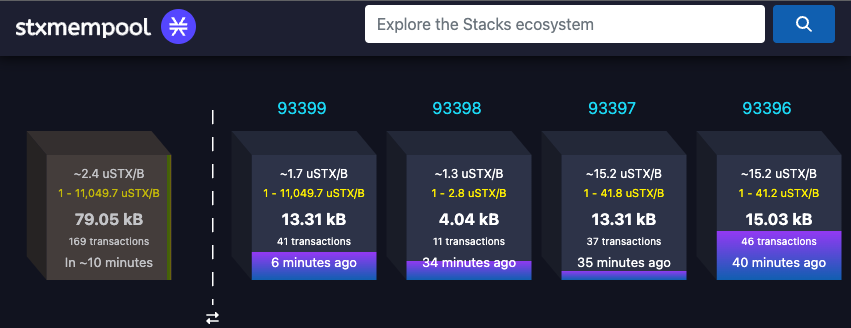 stxmempool
Explore the Stacks ecosystem
~2.4 uSTX/B
1 - 11,049.7 uSTX/B
79.05 kB
169 transactions
In ~10 minutes
93399
~1.7 uSTX/B
1 - 11,049.7 uSTX/B
13.31 kB
41 transactions
6 minutes ago
93398
~1.3 uSTX/B
1 - 2.8 uSTX/B
4.04 kB
11 transactions
34 minutes ago
93397
~15.2 uSTX/B
1 - 41.8 uSTX/B
13.31 kB
37 transactions
35 minutes ago
93396
~15.2 uSTX/B
1 - 41.2 uSTX/B
15.03 kB
46 transactions
40 minutes ago